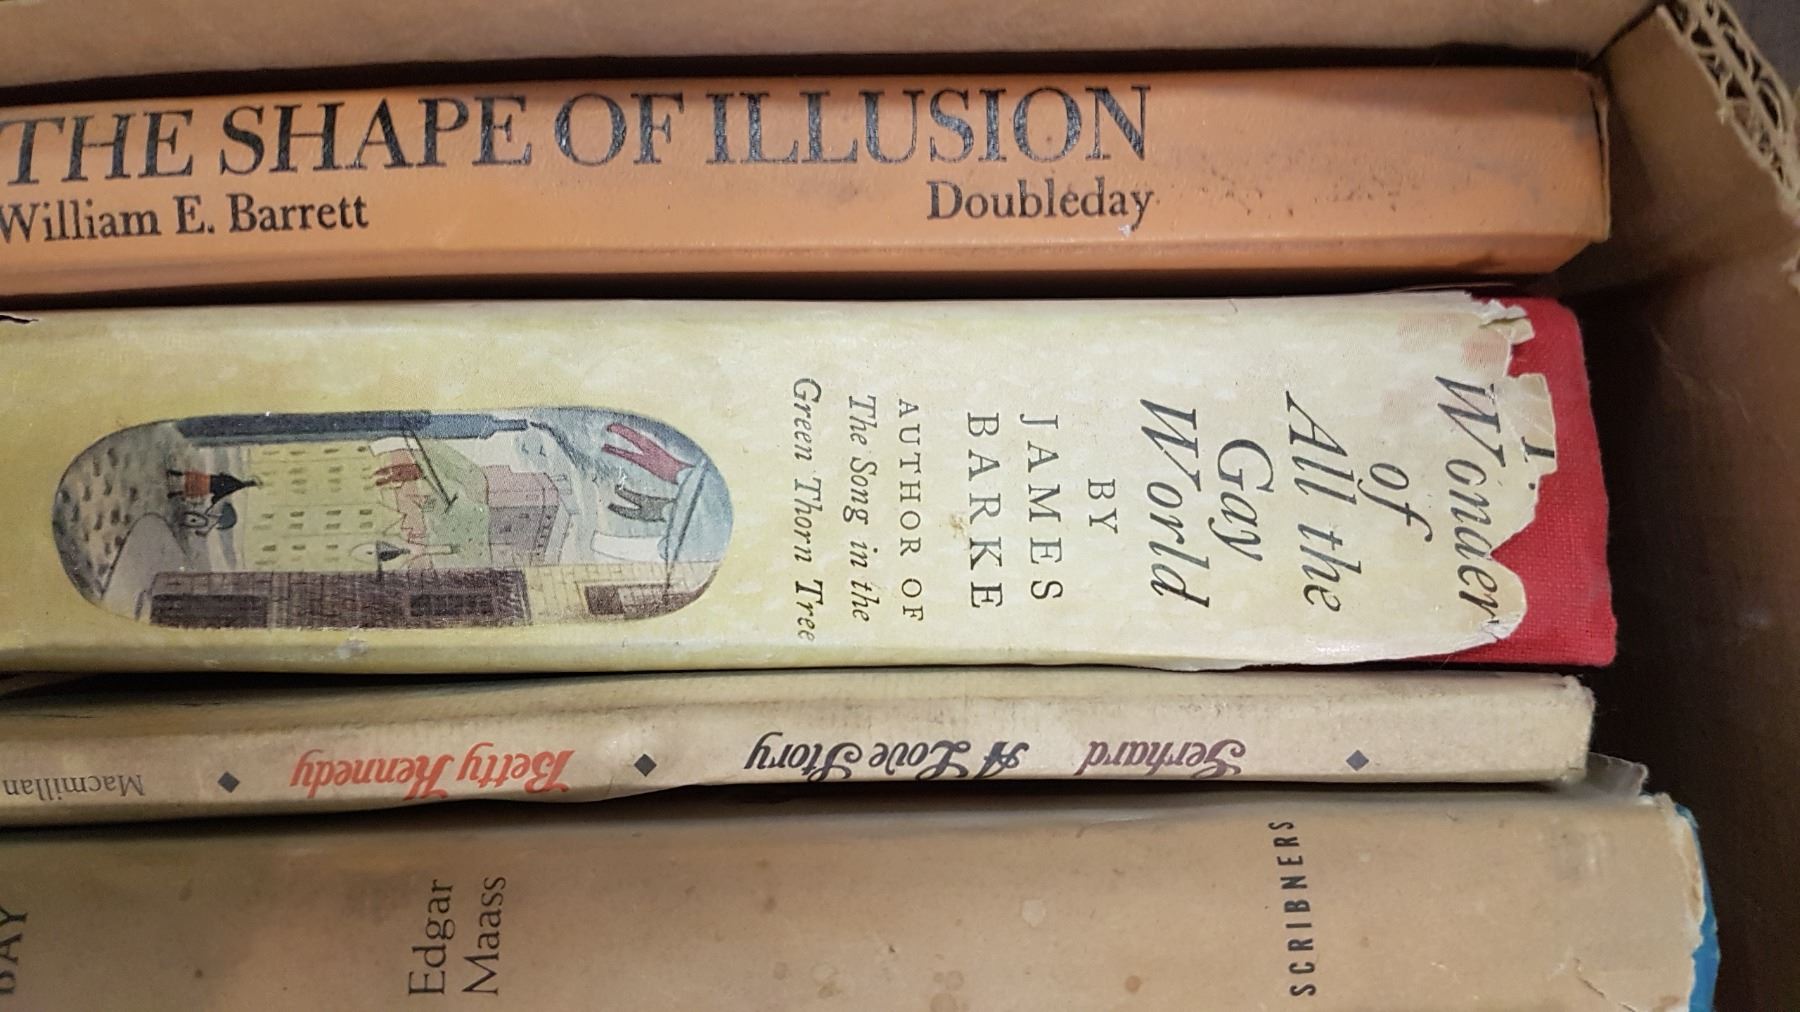 THE SHAPE OF ILLUSION
William E. Barrett
Doubleday
Wonder
of
All the
Gay
World
BY
JAMES
BARKE
AUTHOR OF
The Song in the
Green Thorn Tree
Gerhard A Love Story
Betty Kennedy
Macmillan
Edgar
Maass
SCRIBNERS